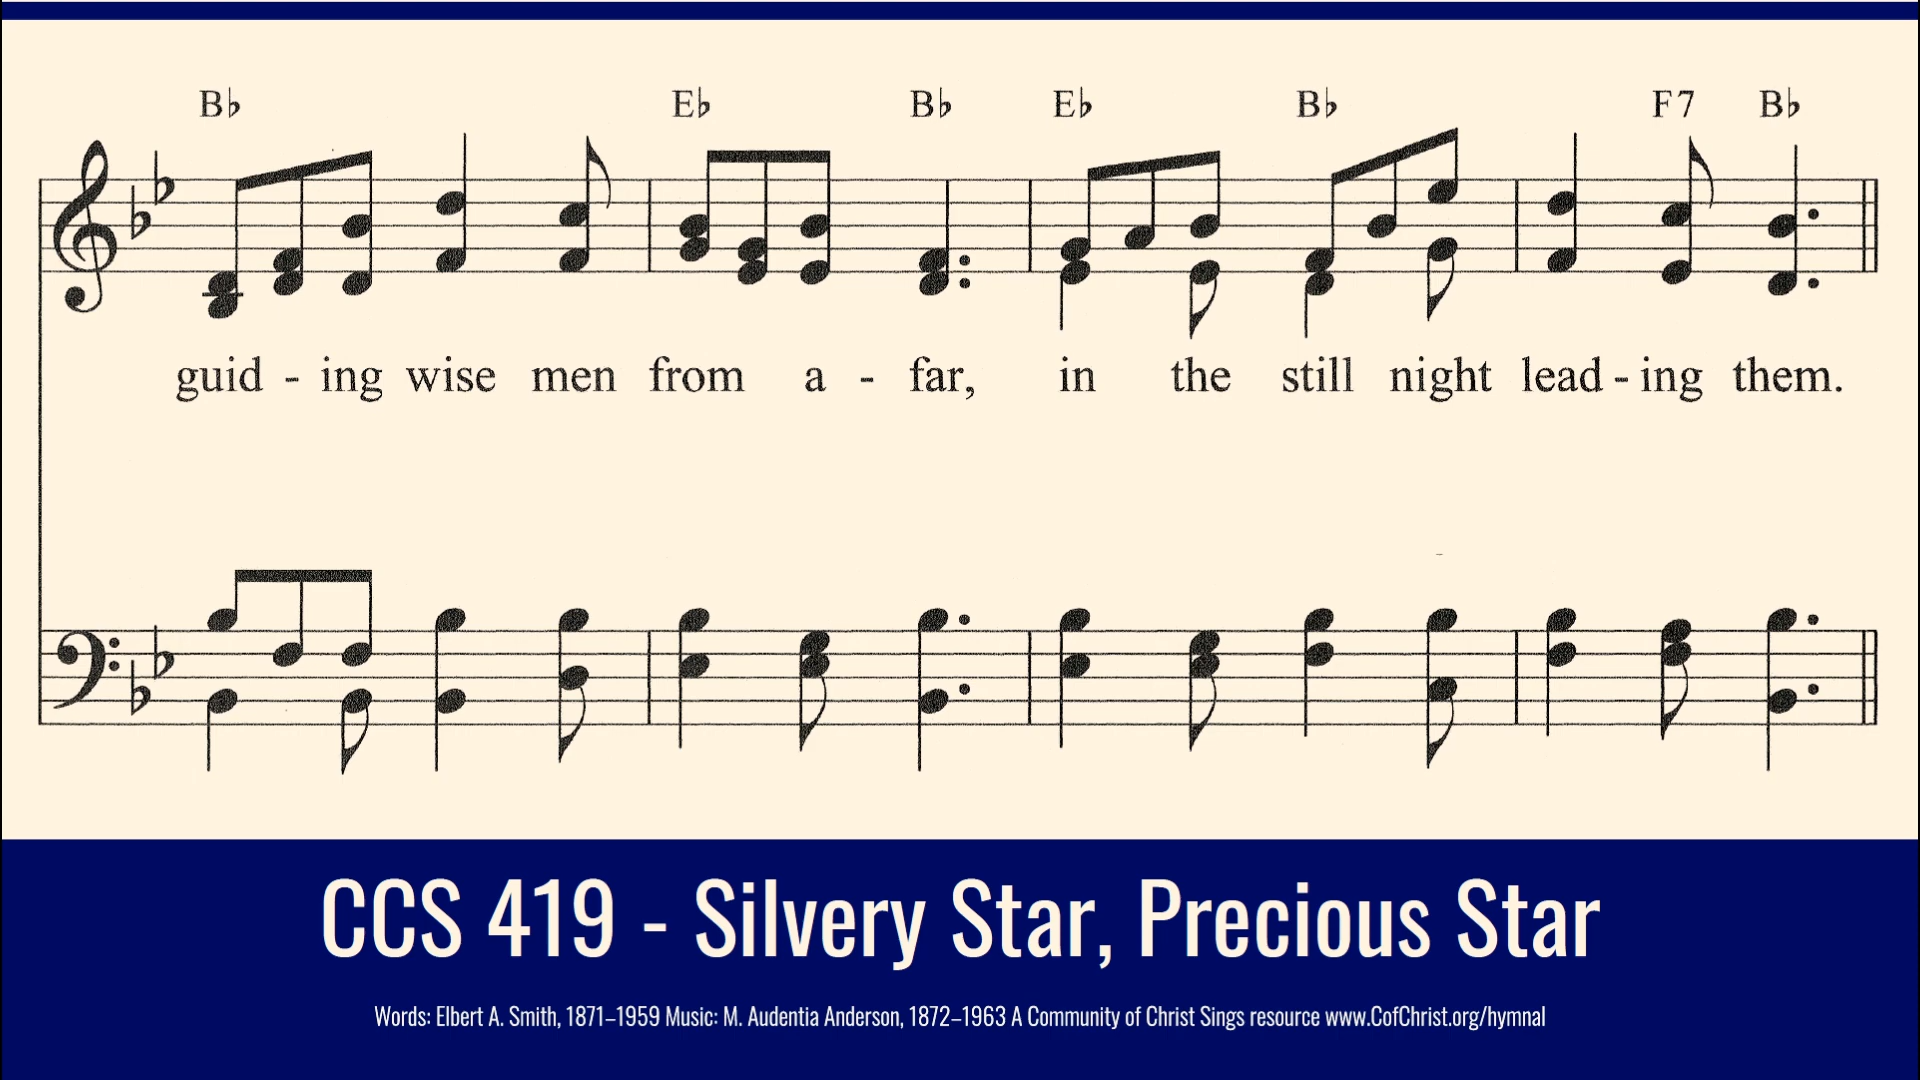 B♭ E♭ B♭ E♭ B♭ F7 B♭
guid - ing wise men from a - far, in the still night lead - ing them.
CCS 419 - Silvery Star, Precious Star
Words: Elbert A. Smith, 1871–1959 Music: M. Audentia Anderson, 1872–1963 A Community of Christ Sings resource www.CofChrist.org/hymnal